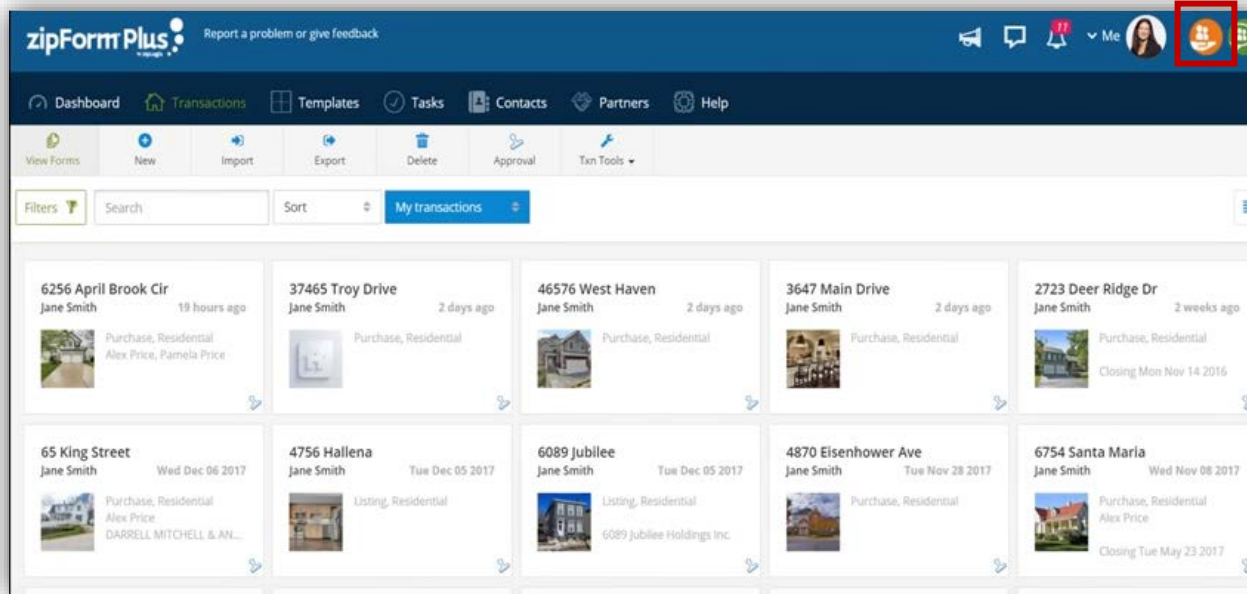 zipForm Plus
by zipLogix
Report a problem or give feedback
11
Me
Dashboard Transactions Templates Tasks Contacts Partners Help
View Forms New Import Export Delete Approval Txn Tools
Filters Search Sort My transactions
6256 April Brook Cir
Jane Smith 19 hours ago
Purchase, Residential
Alex Price, Pamela Price
37465 Troy Drive
Jane Smith 2 days ago
Purchase, Residential
46576 West Haven
Jane Smith 2 days ago
Purchase, Residential
3647 Main Drive
Jane Smith 2 days ago
Purchase, Residential
2723 Deer Ridge Dr
Jane Smith 2 weeks ago
Purchase, Residential
Closing Mon Nov 14 2016
65 King Street
Jane Smith Wed Dec 06 2017
Purchase, Residential
Alex Price
DARRELL MITCHELL & AN...
4756 Hallena
Jane Smith Tue Dec 05 2017
Listing, Residential
6089 Jubilee
Jane Smith Tue Dec 05 2017
Listing, Residential
6089 Jubilee Holdings Inc.
4870 Eisenhower Ave
Jane Smith Tue Nov 28 2017
Purchase, Residential
6754 Santa Maria
Jane Smith Wed Nov 08 2017
Purchase, Residential
Alex Price
Closing Tue May 23 2017